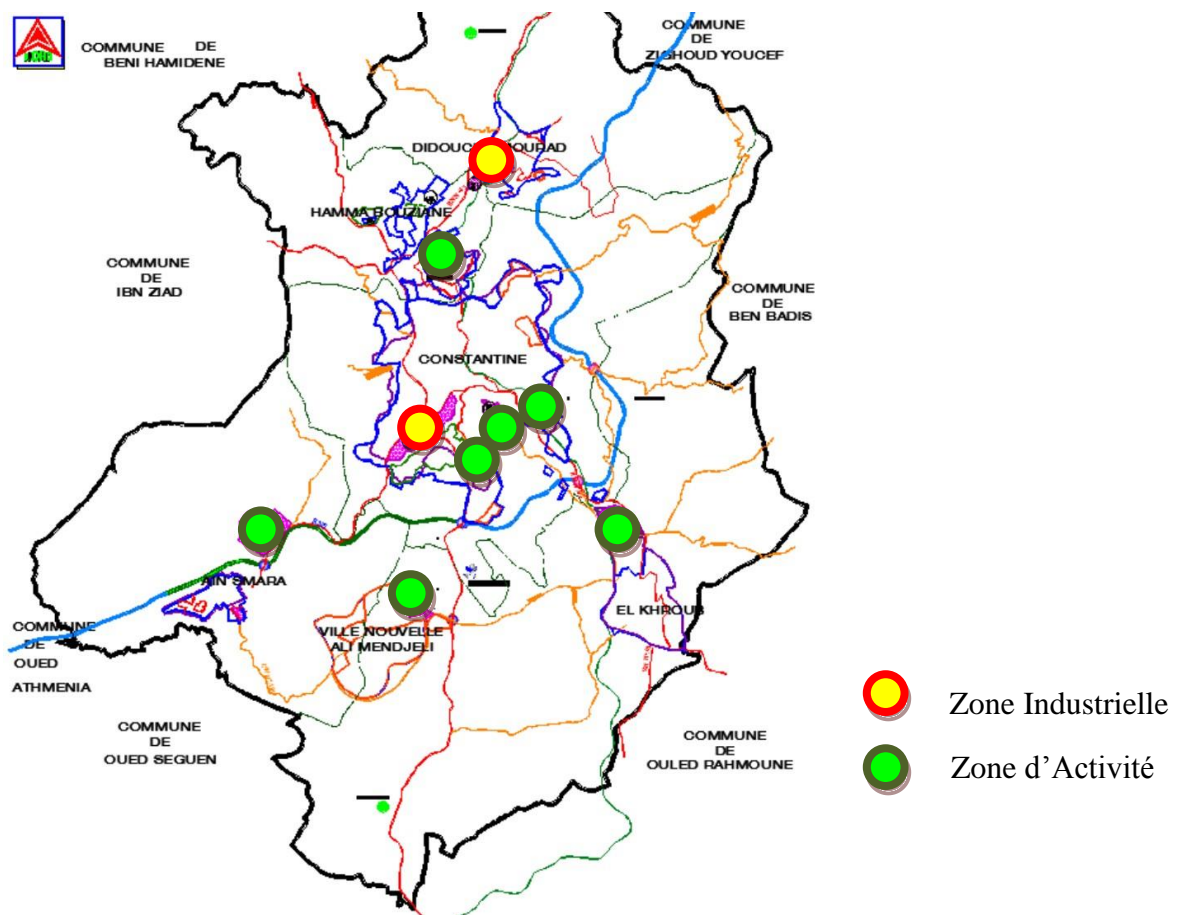 COMMUNE DE
BENI HAMIDENE
COMMUNE
DE
ZIGHOUD YOUCEF
HAMMA BOUZIANE
COMMUNE
DE
IBN ZIAD
COMMUNE
DE
BEN BADIS
CONSTANTINE
AIN SMARA
EL KHROUB
COMMUNE
DE
OUED
ATHMENIA
VILLE NOUVELLE
ALI MENDJELI
COMMUNE
DE
OUED SEGUEN
COMMUNE
DE
OULED RAHMOUNE
Zone Industrielle
Zone d’Activité